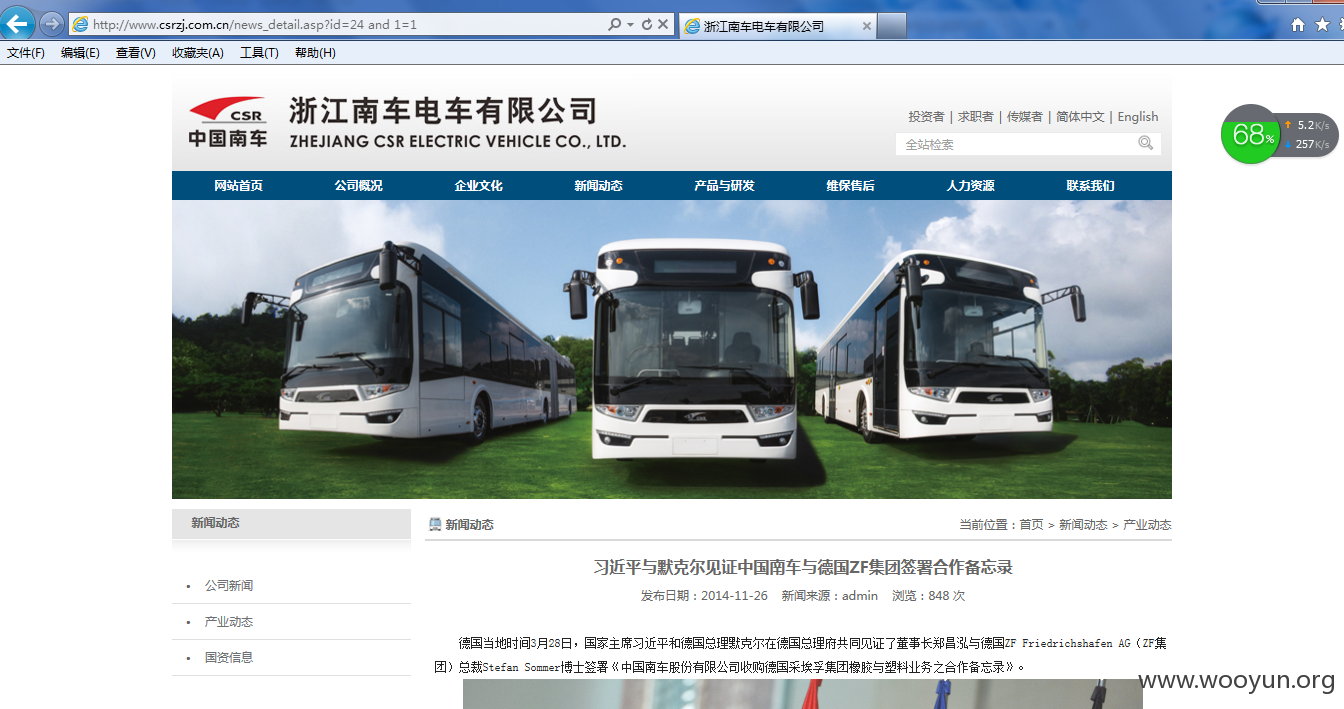 http://www.csrzj.com.cn/news_detail.asp?id=24 and 1=1
浙江南车电车有限公司
文件(F) 编辑(E) 查看(V) 收藏夹(A) 工具(T) 帮助(H)
CSR
中国南车
浙江南车电车有限公司
ZHEJIANG CSR ELECTRIC VEHICLE CO., LTD.
投资者 | 求职者 | 传媒者 | 简体中文 | English
全站检索
68%
5.2K/s
257K/s
网站首页 公司概况 企业文化 新闻动态 产品与研发 维保售后 人力资源 联系我们
新闻动态
公司新闻
产业动态
国资信息
新闻动态
当前位置：首页 > 新闻动态 > 产业动态
习近平与默克尔见证中国南车与德国ZF集团签署合作备忘录
发布日期：2014-11-26 新闻来源：admin 浏览：848 次
德国当地时间3月28日，国家主席习近平和德国总理默克尔在德国总理府共同见证了董事长郑昌泓与德国ZF Friedrichshafen AG（ZF集
团）总裁Stefan Sommer博士签署《中国南车股份有限公司收购德国采埃孚集团橡胶与塑料业务之合作备忘录》。
www.wooyun.org